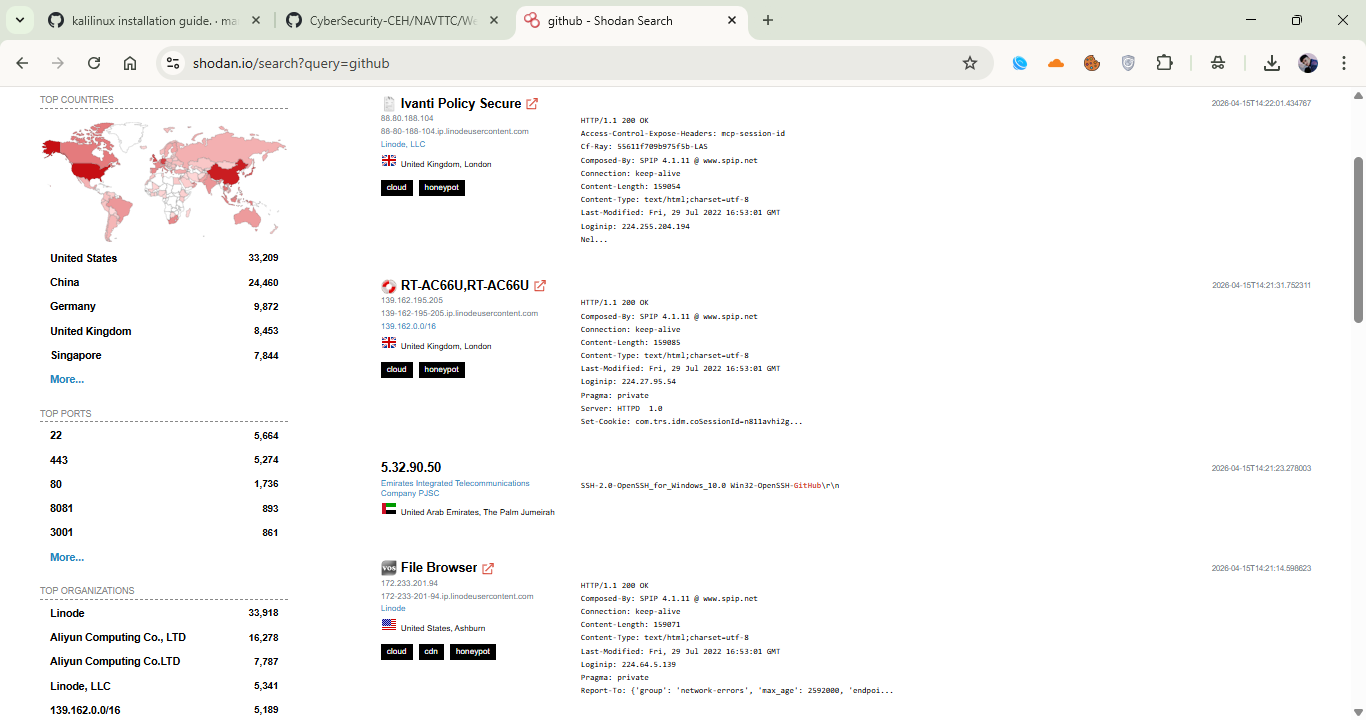 kalilinux installation guide. · ma
CyberSecurity-CEH/NAVTTC/We
github - Shodan Search
shodan.io/search?query=github
TOP COUNTRIES
United States 33,209
China 24,460
Germany 9,872
United Kingdom 8,453
Singapore 7,844
More...
TOP PORTS
22 5,664
443 5,274
80 1,736
8081 893
3001 861
More...
TOP ORGANIZATIONS
Linode 33,918
Aliyun Computing Co., LTD 16,278
Aliyun Computing Co.LTD 7,787
Linode, LLC 5,341
139.162.0.0/16 5,189
Ivanti Policy Secure
2026-04-15T14:22:01.434767
88.80.188.104
88-80-188-104.ip.linodeusercontent.com
Linode, LLC
United Kingdom, London
cloud honeypot
HTTP/1.1 200 OK
Access-Control-Expose-Headers: mcp-session-id
Cf-Ray: 55611f709b975f5b-LAS
Composed-By: SPIP 4.1.11 @ www.spip.net
Connection: keep-alive
Content-Length: 159054
Content-Type: text/html;charset=utf-8
Last-Modified: Fri, 29 Jul 2022 16:53:01 GMT
Loginip: 224.255.204.194
Nel...
RT-AC66U,RT-AC66U
2026-04-15T14:21:31.752311
139.162.195.205
139-162-195-205.ip.linodeusercontent.com
139.162.0.0/16
United Kingdom, London
cloud honeypot
HTTP/1.1 200 OK
Composed-By: SPIP 4.1.11 @ www.spip.net
Connection: keep-alive
Content-Length: 159085
Content-Type: text/html;charset=utf-8
Last-Modified: Fri, 29 Jul 2022 16:53:01 GMT
Loginip: 224.27.95.54
Pragma: private
Server: HTTPD 1.0
Set-Cookie: com.trs.idm.coSessionId=n811avhi2g...
5.32.90.50
2026-04-15T14:21:23.278003
Emirates Integrated Telecommunications
Company PJSC
United Arab Emirates, The Palm Jumeirah
SSH-2.0-OpenSSH_for_Windows_10.0 Win32-OpenSSH-GitHub\r\n
VOS
File Browser
2026-04-15T14:21:14.598623
172.233.201.94
172-233-201-94.ip.linodeusercontent.com
Linode
United States, Ashburn
cloud cdn honeypot
HTTP/1.1 200 OK
Composed-By: SPIP 4.1.11 @ www.spip.net
Connection: keep-alive
Content-Length: 159071
Content-Type: text/html;charset=utf-8
Last-Modified: Fri, 29 Jul 2022 16:53:01 GMT
Loginip: 224.64.5.139
Pragma: private
Report-To: {'group': 'network-errors', 'max_age': 2592000, 'endpoi...